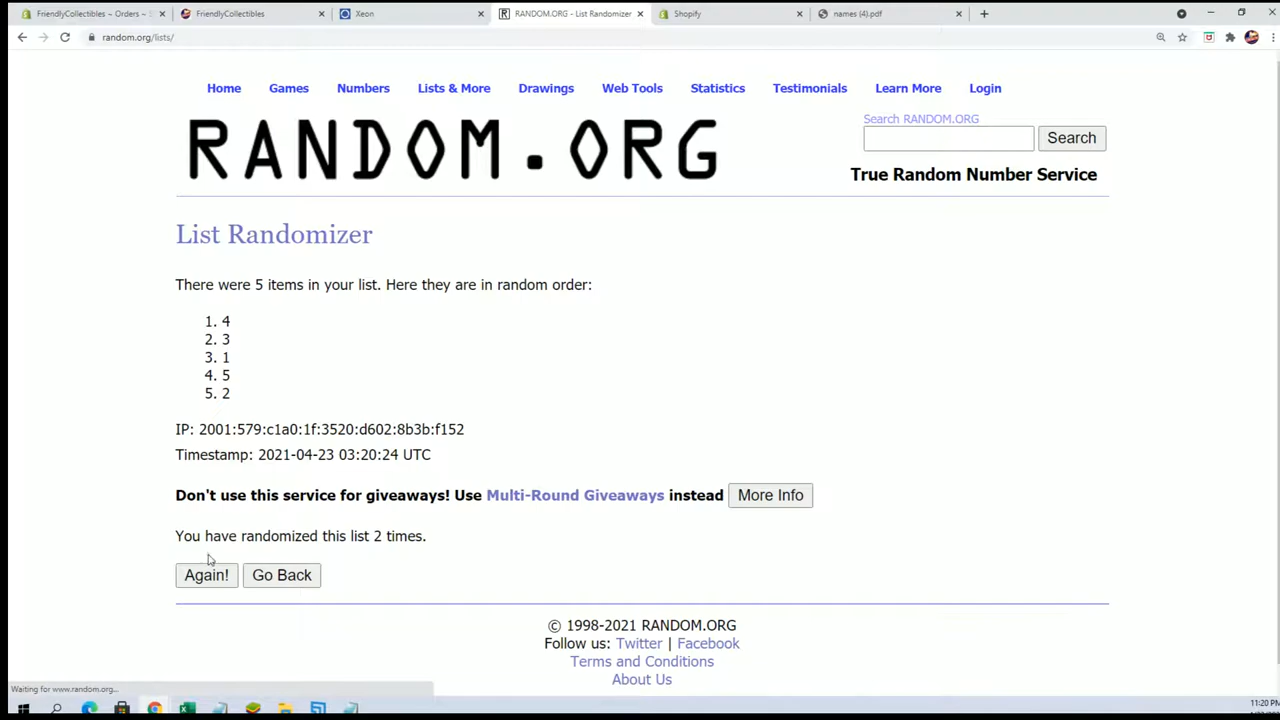 FriendlyCollectibles ~ Orders ~ S
FriendlyCollectibles
Xeon
RANDOM.ORG - List Randomizer
Shopify
names (4).pdf
random.org/lists/
Home Games Numbers Lists & More Drawings Web Tools Statistics Testimonials Learn More Login
RANDOM.ORG
Search RANDOM.ORG
Search
True Random Number Service
List Randomizer
There were 5 items in your list. Here they are in random order:
1. 4
2. 3
3. 1
4. 5
5. 2
IP: 2001:579:c1a0:1f:3520:d602:8b3b:f152
Timestamp: 2021-04-23 03:20:24 UTC
Don't use this service for giveaways! Use Multi-Round Giveaways instead More Info
You have randomized this list 2 times.
Again! Go Back
© 1998-2021 RANDOM.ORG
Follow us: Twitter | Facebook
Terms and Conditions
About Us
Waiting for www.random.org...
11:20 PM